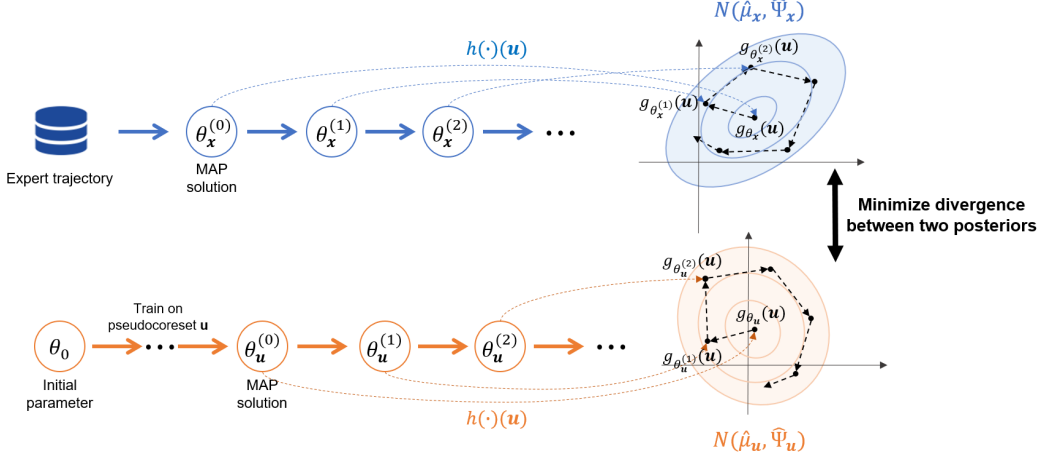 N(μ̂ₓ, Ψ̂ₓ)
h(·)(u)
g_{θ_x^{(2)}}(u)
g_{θ_x^{(1)}}(u)
g_{θ_x}(u)
θ_x^{(0)}
θ_x^{(1)}
θ_x^{(2)}
...
Expert trajectory
MAP
solution
Minimize divergence
between two posteriors
g_{θ_u^{(2)}}(u)
g_{θ_u}(u)
g_{θ_u^{(1)}}(u)
Train on
pseudocoreset u
θ_0
...
θ_u^{(0)}
θ_u^{(1)}
θ_u^{(2)}
...
Initial
parameter
MAP
solution
h(·)(u)
N(μ̂_u, Ψ̂_u)